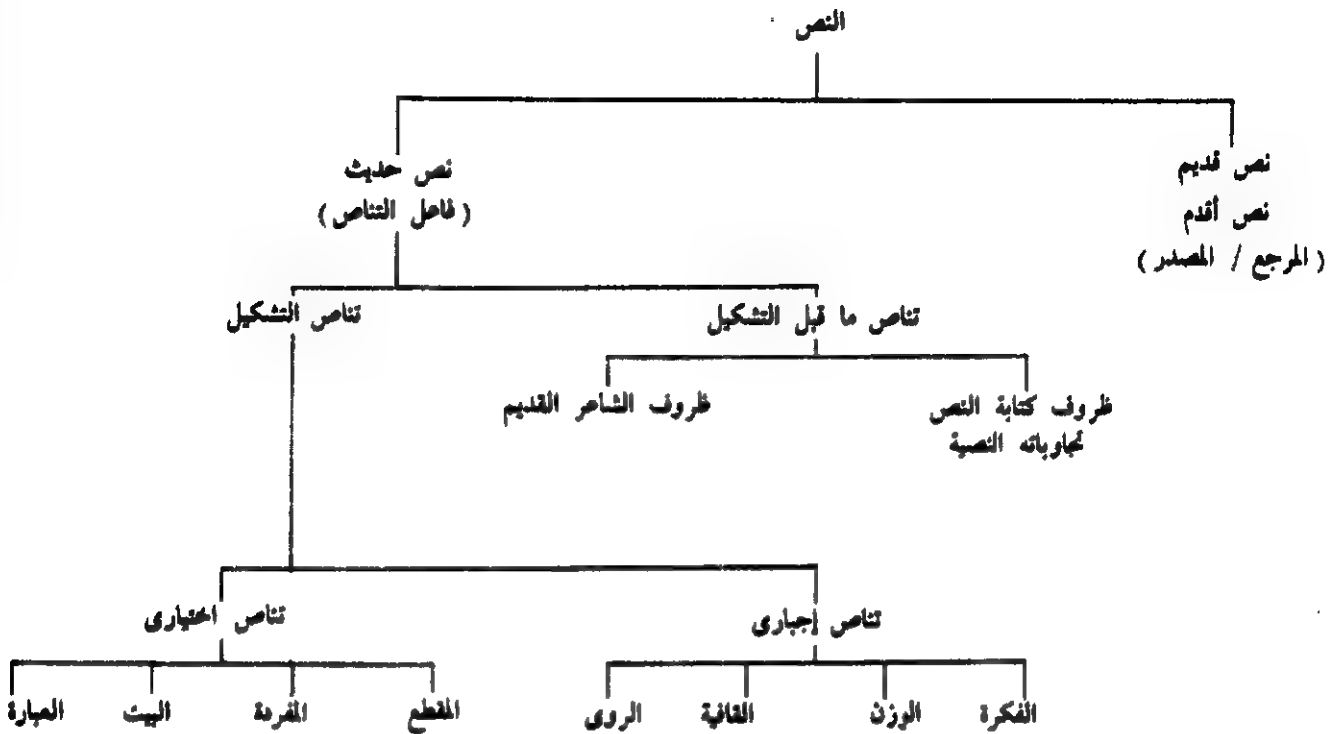 النص
نص قديم
نص أقدم
(المرجع / المصدر)
نص حديث
(فاعل التناص)
تناص ما قبل التشكيل
تناص التشكيل
ظروف كتابة النص
تجاوباته النصية
ظروف الشاعر القديم
تناص إجبارى
تناص اختيارى
الفكرة
الوزن
القافية
الروى
المقطع
المفردة
البيت
العبارة